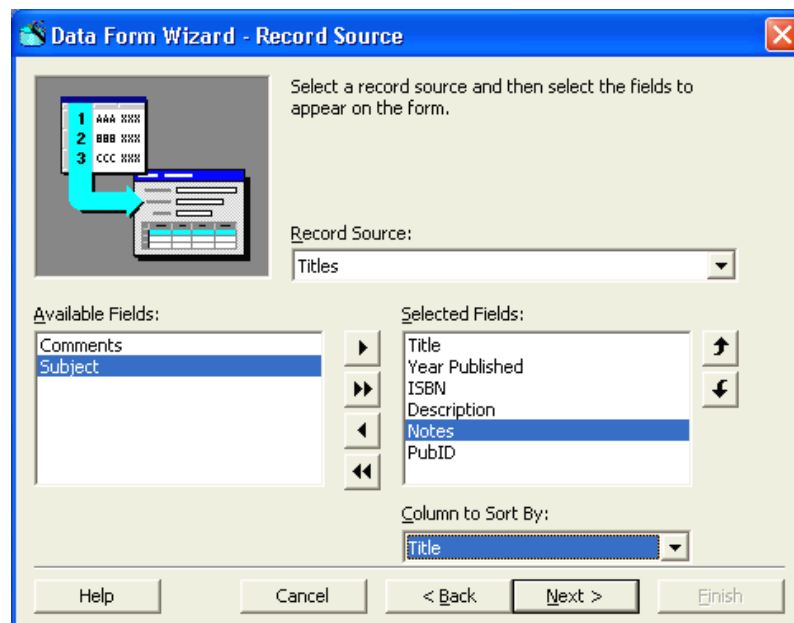 Data Form Wizard - Record Source
Select a record source and then select the fields to
appear on the form.
1 AAA XXX
2 BBB XXX
3 CCC XXX
Record Source:
Titles
Available Fields:
Comments
Subject
Selected Fields:
Title
Year Published
ISBN
Description
Notes
PubID
Column to Sort By:
Title
Help
Cancel
< Back
Next >
Finish